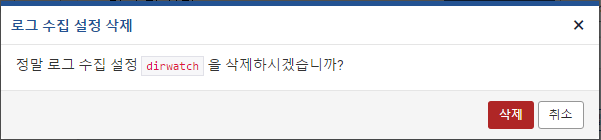 로그 수집 설정 삭제 ×
정말 로그 수집 설정 dirwatch 을 삭제하시겠습니까?
삭제 취소